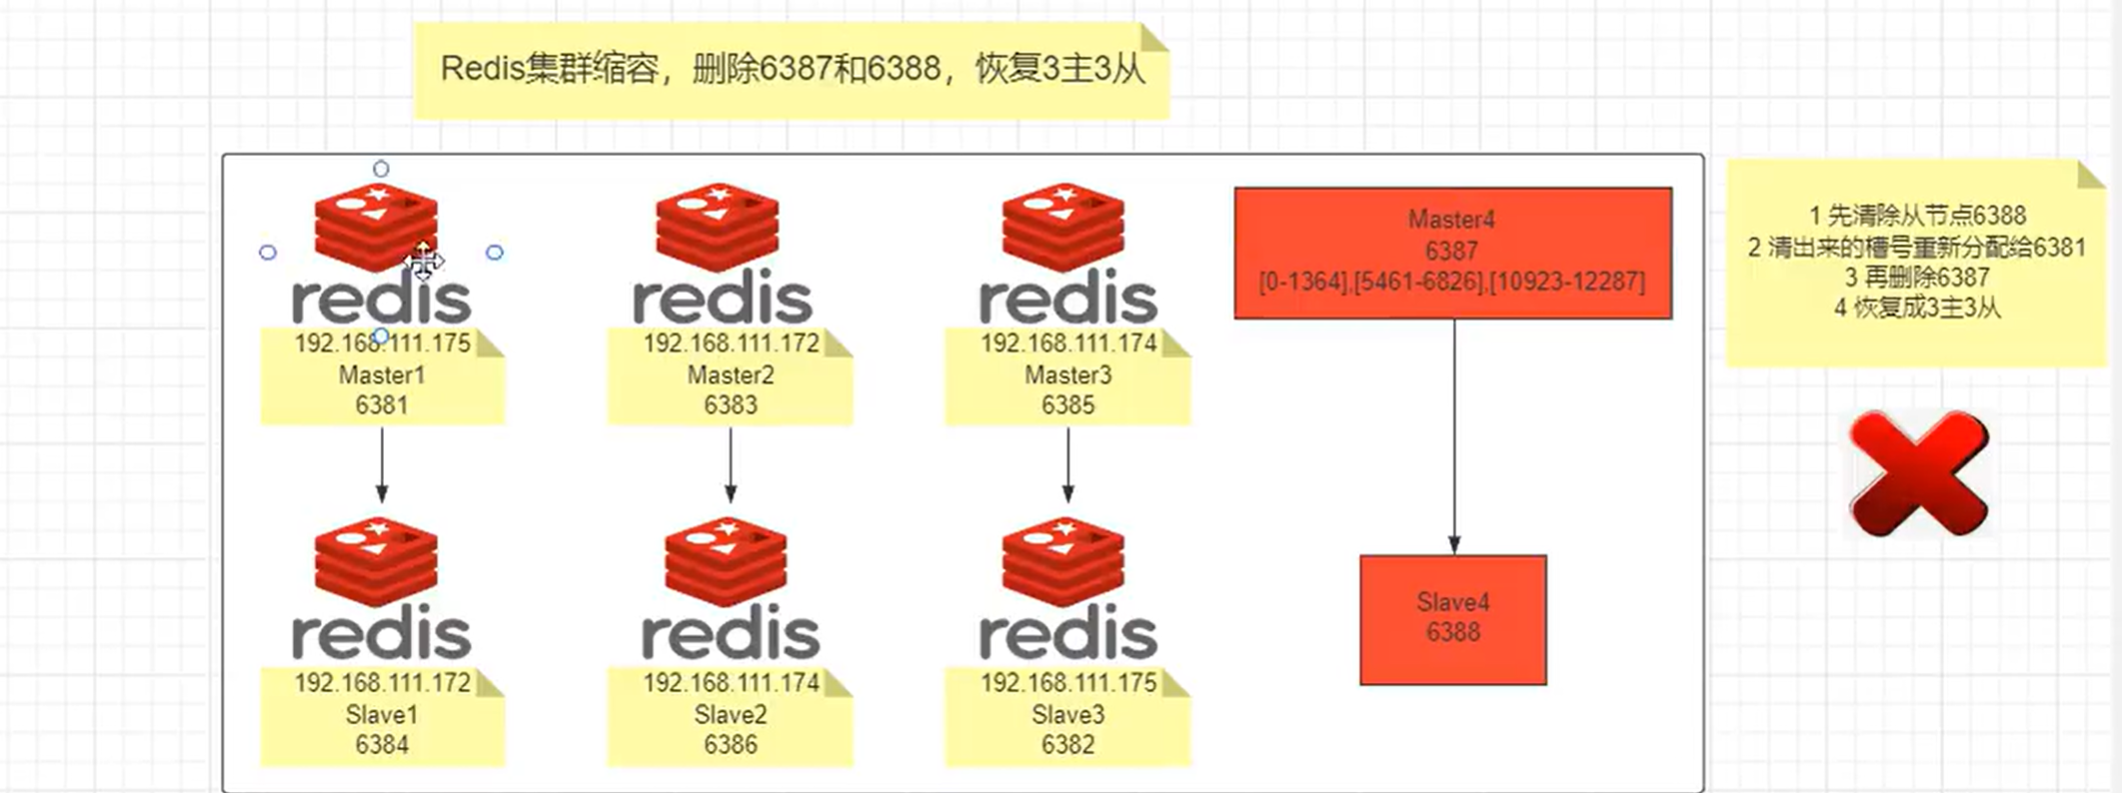 Redis集群缩容，删除6387和6388，恢复3主3从
redis
192.168.111.175
Master1
6381
redis
192.168.111.172
Master2
6383
redis
192.168.111.174
Master3
6385
Master4
6387
[0-1364],[5461-6826],[10923-12287]
1 先清除从节点6388
2 清出来的槽号重新分配给6381
3 再删除6387
4 恢复成3主3从
redis
192.168.111.172
Slave1
6384
redis
192.168.111.174
Slave2
6386
redis
192.168.111.175
Slave3
6382
Slave4
6388